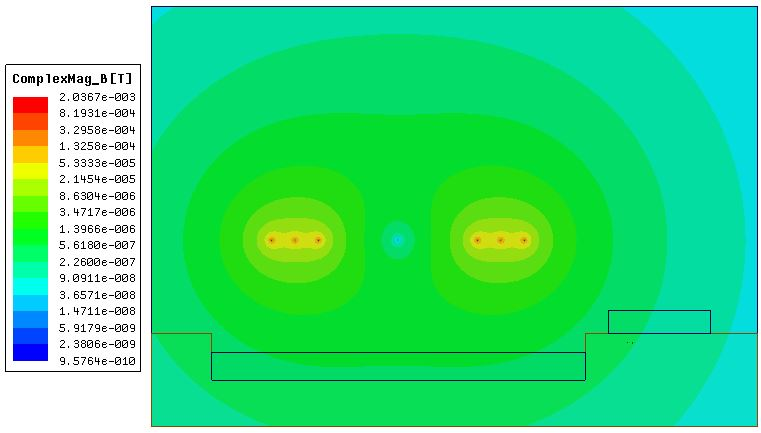 ComplexMag_B[T]
2.0367e-003
8.1931e-004
3.2958e-004
1.3258e-004
5.3333e-005
2.1454e-005
8.6304e-006
3.4717e-006
1.3966e-006
5.6180e-007
2.2600e-007
9.0911e-008
3.6571e-008
1.4711e-008
5.9179e-009
2.3806e-009
9.5764e-010